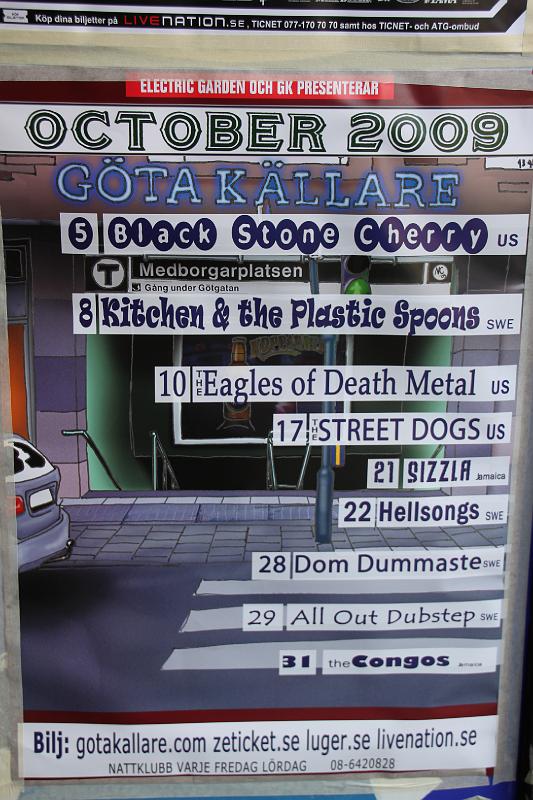 Köp dina biljetter på LIVENATION.SE, TICNET 077-170 70 70 samt hos TICNET- och ATG-ombud
ELECTRIC GARDEN OCH GK PRESENTERAR
OCTOBER 2009
GÖTA KÄLLARE
5 Black Stone Cherry US
T Medborgarplatsen
Gång under Götgatan
8 Kitchen & the Plastic Spoons SWE
10 THE Eagles of Death Metal US
17 THE STREET DOGS US
21 SIZZLA Jamaica
22 Hellsongs SWE
28 Dom Dummaste SWE
29 All Out Dubstep SWE
31 the Congos Jamaica
Bilj: gotakallare.com zeticket.se luger.se livenation.se
NATTKLUBB VARJE FREDAG LÖRDAG 08-6420828